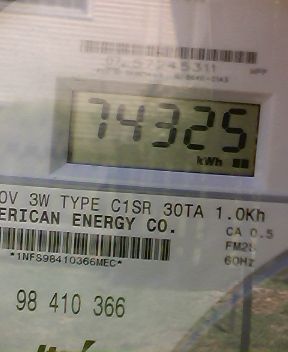 74325
kWh
0V 3W TYPE C1SR 30TA 1.0Kh
ERICAN ENERGY CO.
CA 0.5
FM2S
60Hz
*1NFS98410366MEC*
98 410 366